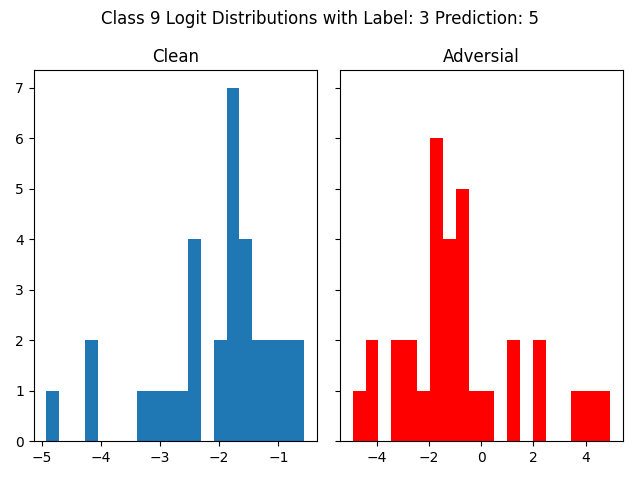 Class 9 Logit Distributions with Label: 3 Prediction: 5
Clean
Adversial
7
6
5
4
3
2
1
0
−5 −4 −3 −2 −1
−4 −2 0 2 4